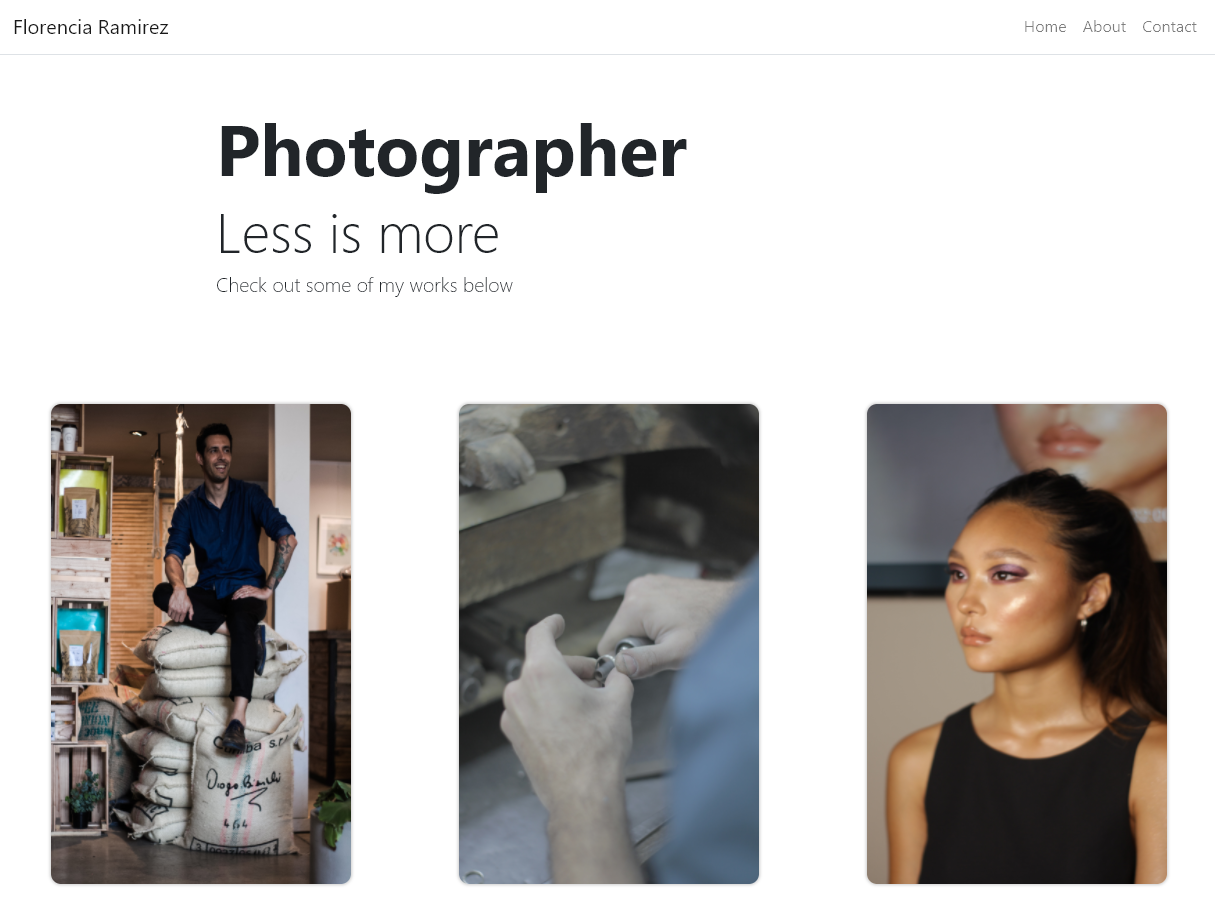 Florencia Ramirez
Home About Contact
Photographer
Less is more
Check out some of my works below